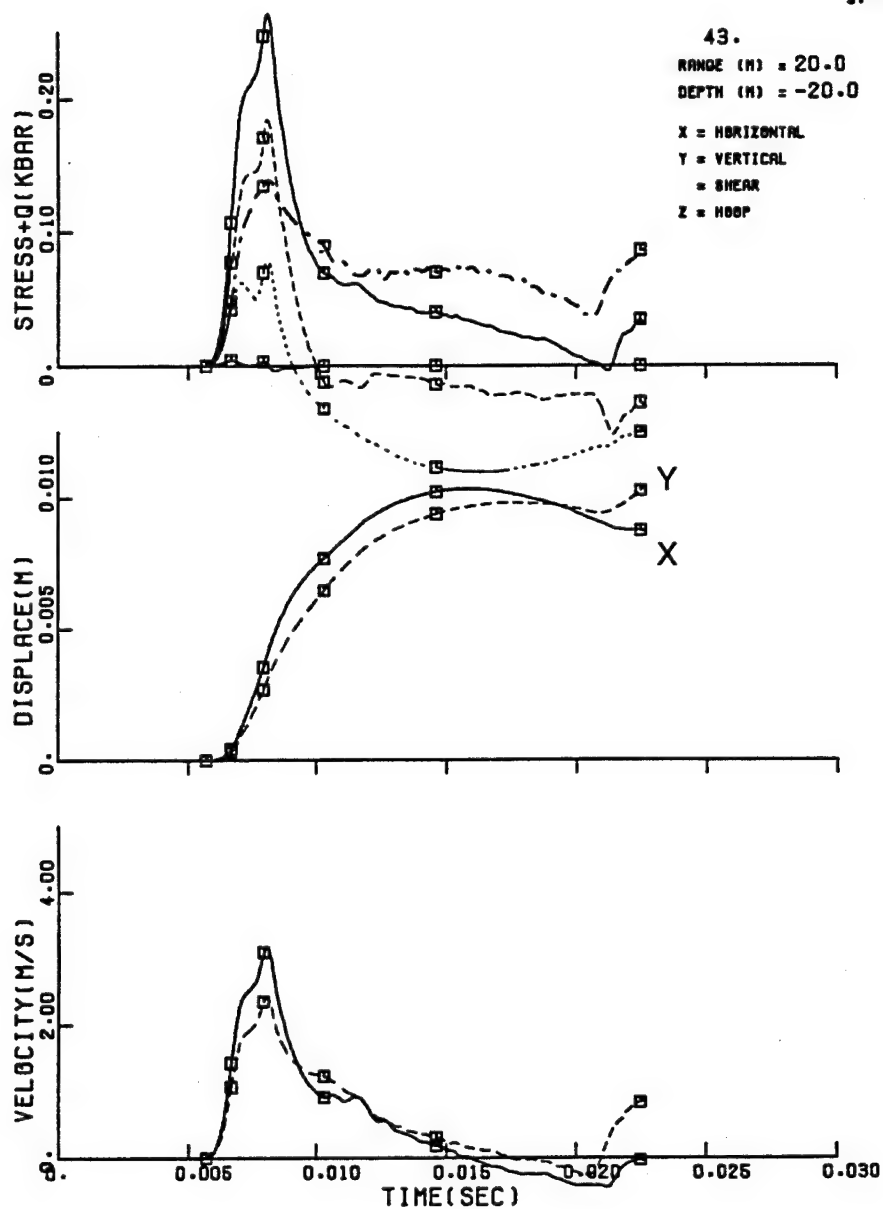 43.
RANGE (M) = 20.0
DEPTH (M) = -20.0
X = HORIZONTAL
Y = VERTICAL
= SHEAR
Z = HOOP
STRESS+Q(KBAR)
0.20
0.10
0.
DISPLACE(M)
0.010
0.005
0.
Y
X
VELOCITY(M/S)
4.00
2.00
0.
0. 0.005 0.010 0.015 0.020 0.025 0.030
TIME(SEC)